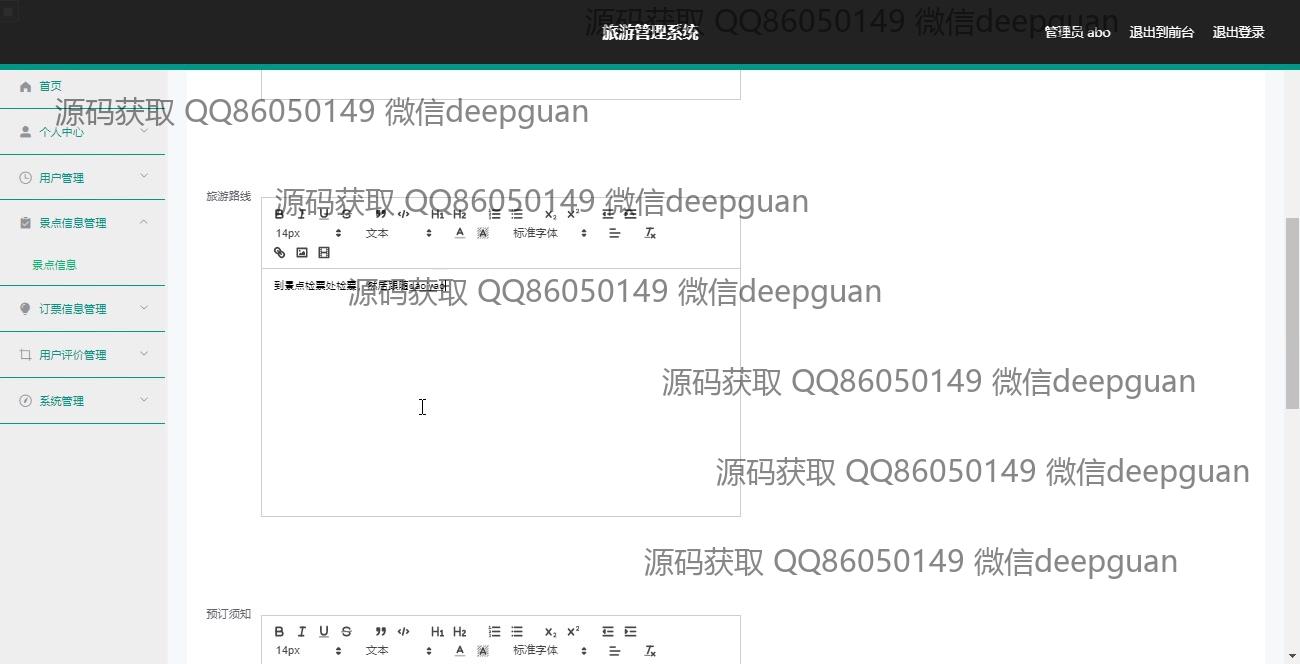 旅游管理系统
管理员 abo 退出到前台 退出登录
源码获取 QQ86050149 微信deepguan
首页
源码获取 QQ86050149 微信deepguan
个人中心
用户管理
景点信息管理
景点信息
订票信息管理
用户评价管理
系统管理
旅游路线
源码获取 QQ86050149 微信deepguan
B I U S H1 H2 X2 X2
14px 文本 A A 标准字体 Tx
到景点检票处检票，
源码获取 QQ86050149 微信deepguan
源码获取 QQ86050149 微信deepguan
源码获取 QQ86050149 微信deepguan
源码获取 QQ86050149 微信deepguan
预订须知
B I U S H1 H2 X2 X2
14px 文本 A A 标准字体 Tx